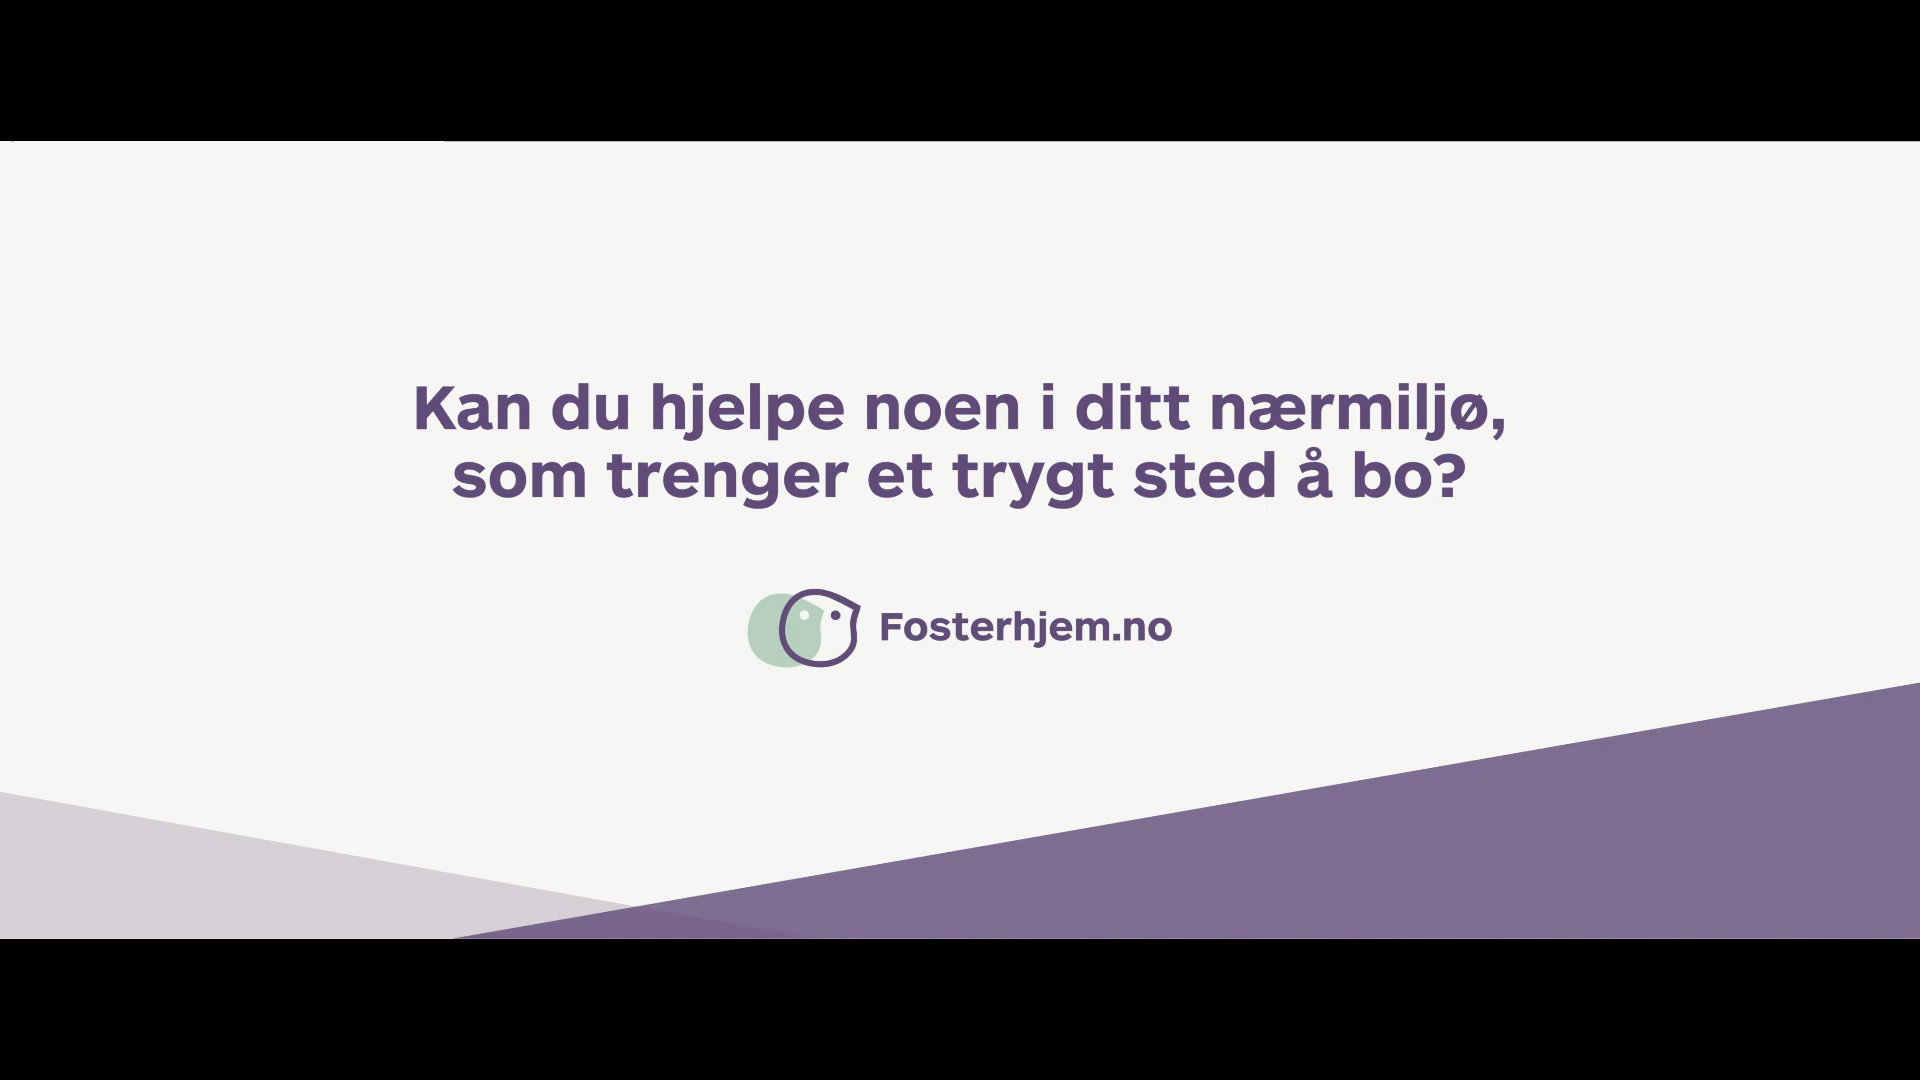 Kan du hjelpe noen i ditt nærmiljø,
som trenger et trygt sted å bo?
Fosterhjem.no